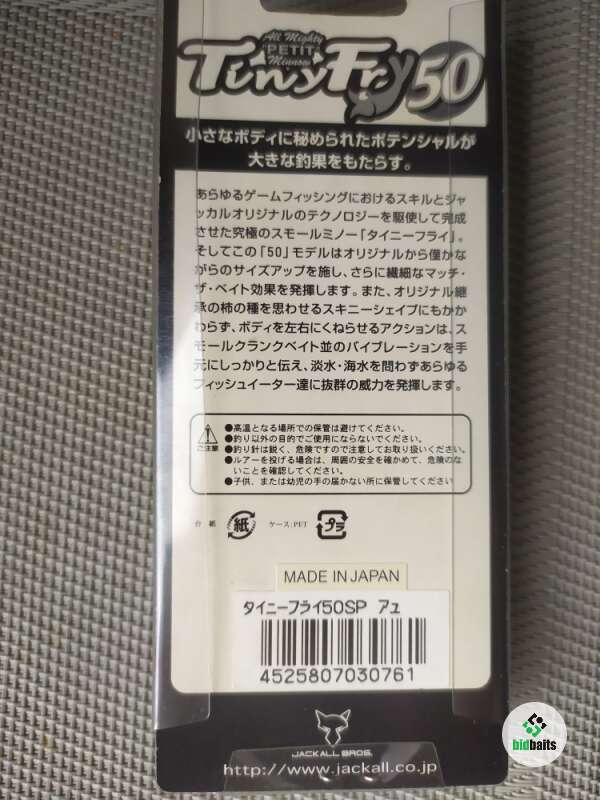 All Mighty
PETIT
Minnow
TinyFry50
小さなボディに秘められたポテンシャルが
大きな釣果をもたらす。
あらゆるゲームフィッシングにおけるスキルとジャ
ッカルオリジナルのテクノロジーを駆使して完成
させた究極のスモールミノー「タイニーフライ」。
そしてこの「50」モデルはオリジナルから僅かな
がらのサイズアップを施し、さらに繊細なマッチ・
ザ・ベイト効果を発揮します。また、オリジナル継
承の柿の種を思わせるスキニーシェイプにもかか
わらず、ボディを左右にくねらせるアクションは、ス
モールクランクベイト並のバイブレーションを手
元にしっかりと伝え、淡水・海水を問わずあらゆる
フィッシュイーター達に抜群の威力を発揮します。
ご注意
●高温となる場所での保管は避けてください。
●釣り以外の目的でご使用にならないでください。
●釣り針は鋭く、危険ですので注意してお取り扱いください。
●ルアーを投げる場合は、周囲の安全を確かめて、危険のな
いことを確認してください。
●子供、または幼児の手の届かない所に保管してください
台紙 紙 ケース:PET プラ
MADE IN JAPAN
タイニーフライ50SP アユ
4525807030761
JACKALL BROS.
http://www.jackall.co.jp
bidbaits